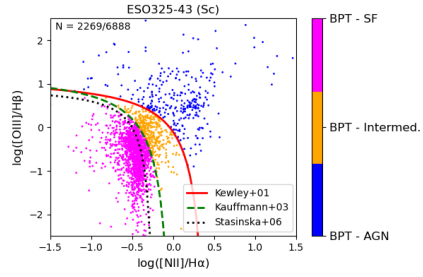 ESO325-43 (Sc)
N = 2269/6888
log([OIII]/Hβ)
2
1
0
−1
−2
−1.5
−1.0
−0.5
0.0
0.5
1.0
1.5
log([NII]/Hα)
Kewley+01
Kauffmann+03
Stasinska+06
BPT - SF
BPT - Intermed.
BPT - AGN